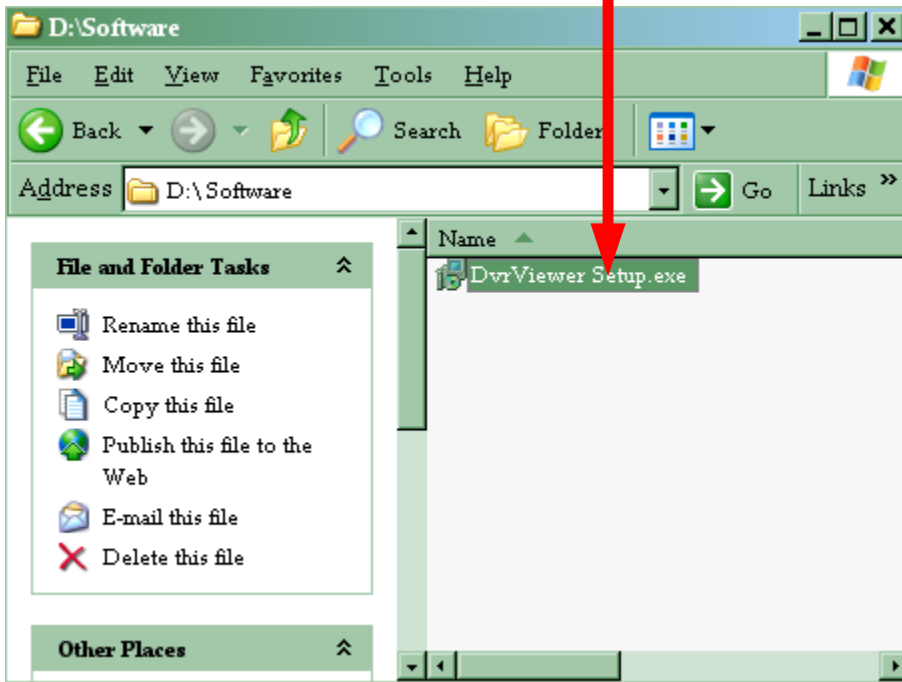 D:\Software
File Edit View Favorites Tools Help
Back Search Folders
Address D:\Software Go Links »
Name
File and Folder Tasks
DvrViewer Setup.exe
Rename this file
Move this file
Copy this file
Publish this file to the
Web
E-mail this file
Delete this file
Other Places